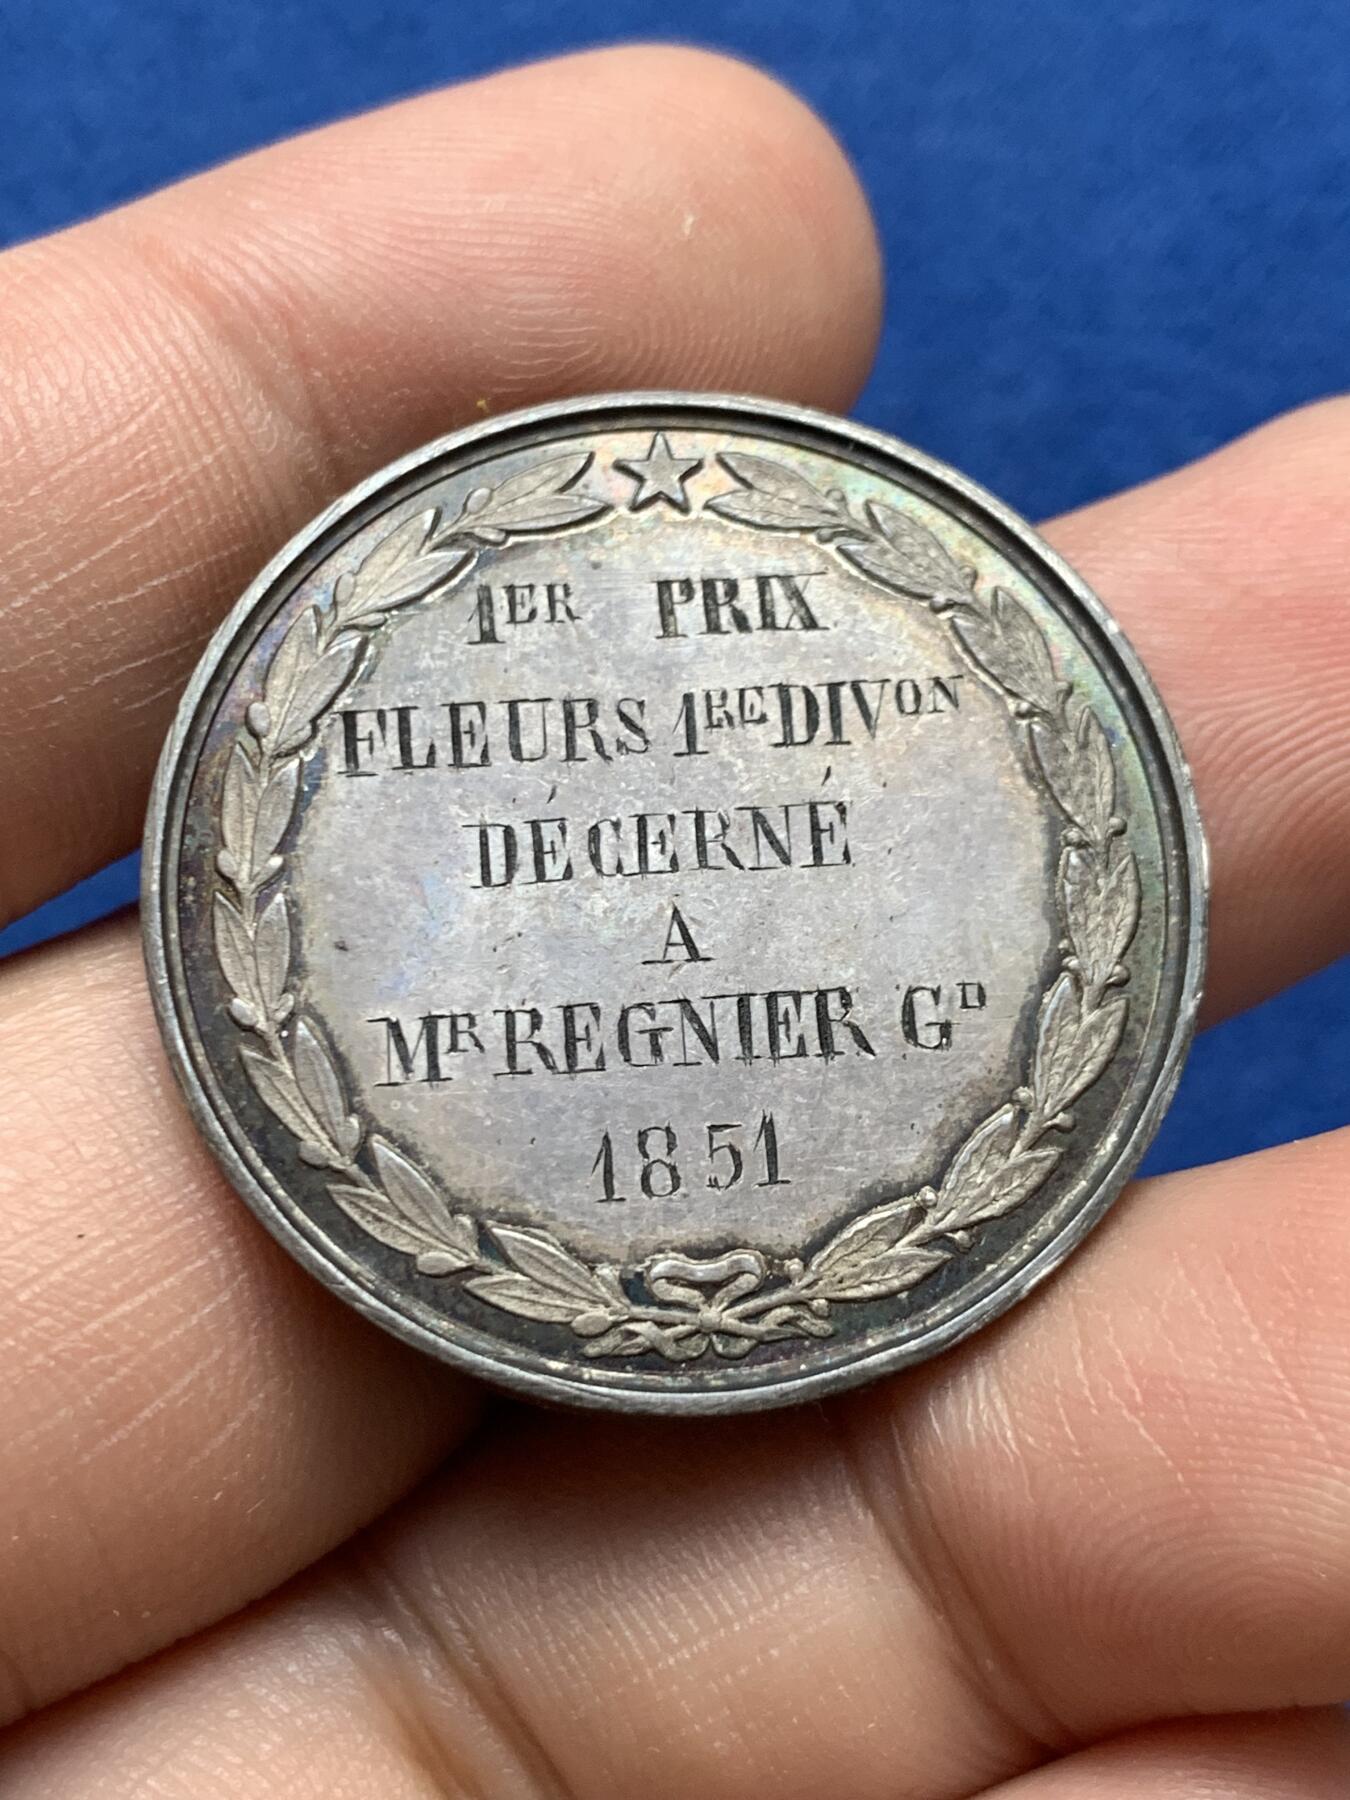 1ER PRIX
FLEURS 1RE DIVON
DÉCERNÉ
A
MR REGNIER GD
1851